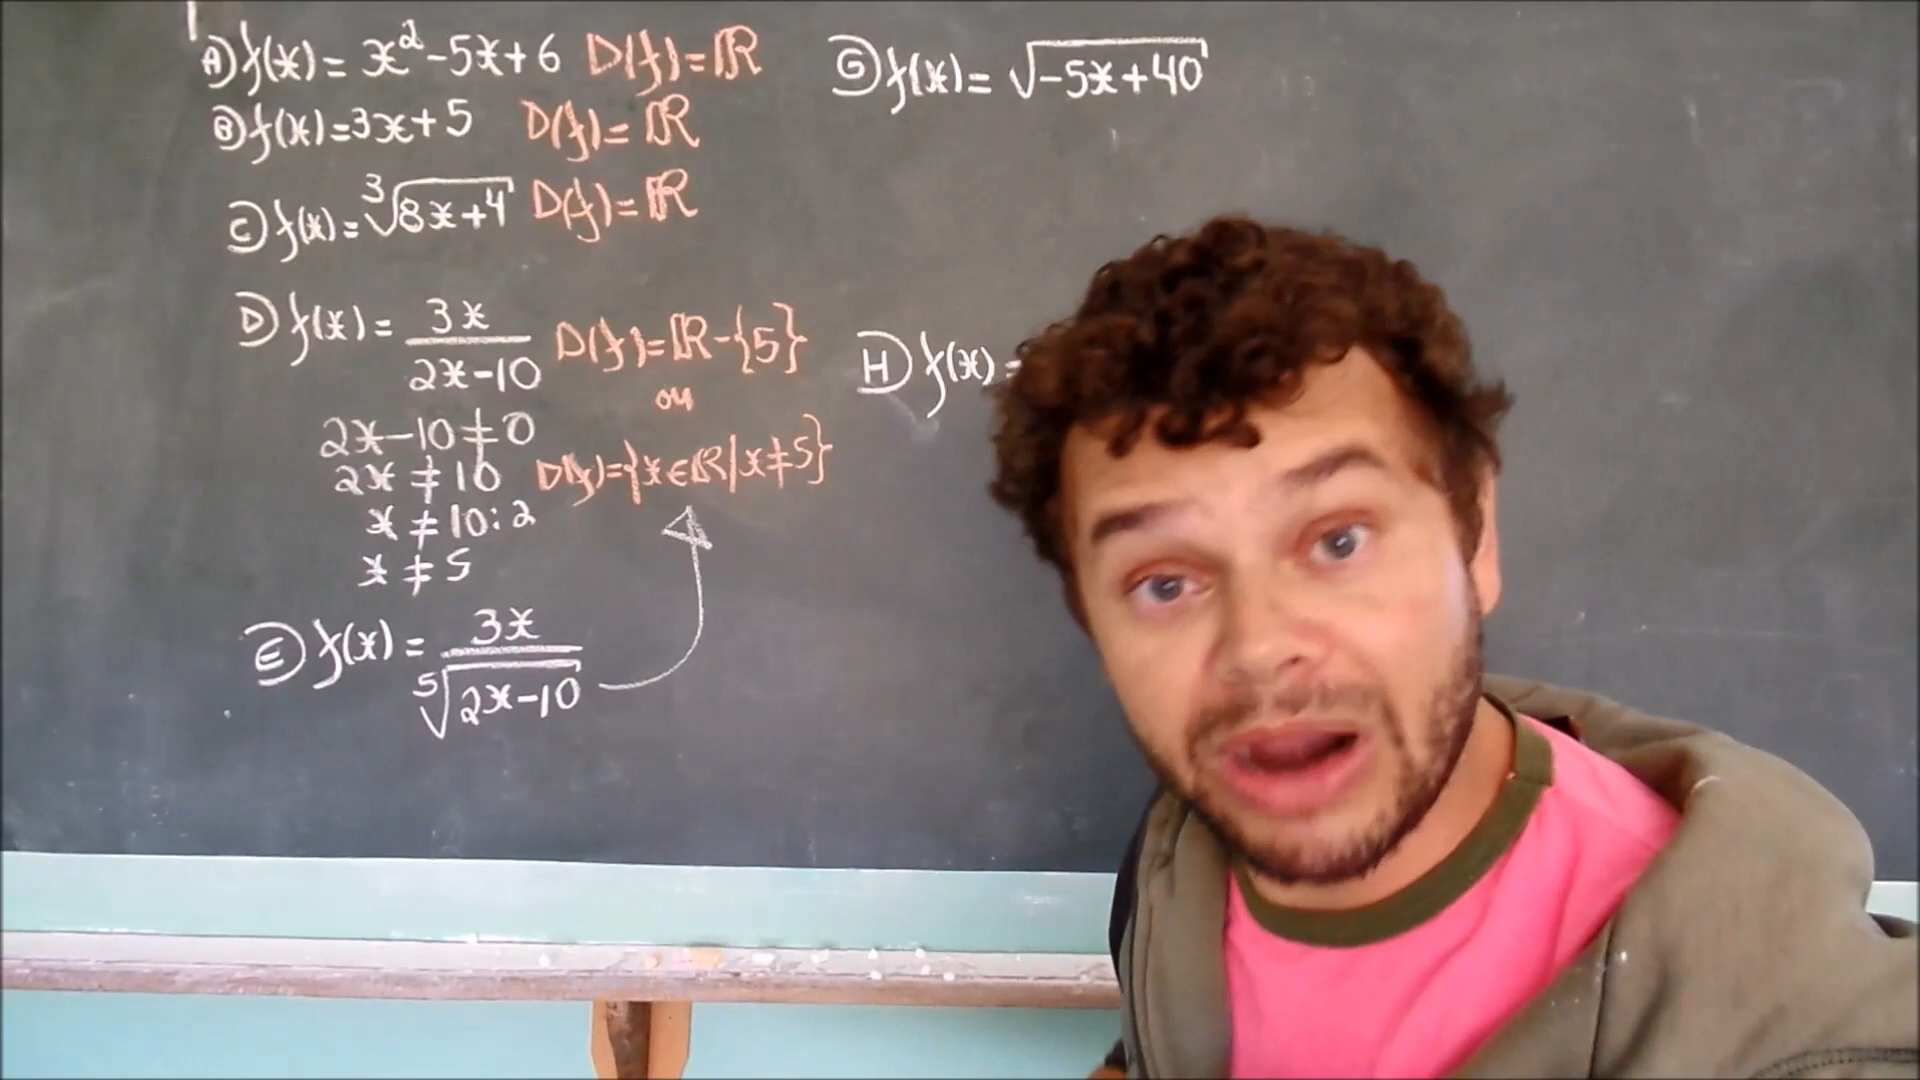 A) f(x) = x² - 5x + 6 D(f) = ℝ
B) f(x) = 3x + 5 D(f) = ℝ
C) f(x) = ∛(8x + 4) D(f) = ℝ
D) f(x) = 3x / (2x - 10) D(f) = ℝ - {5}
ou
2x - 10 ≠ 0
2x ≠ 10 D(f) = {x ∈ ℝ / x ≠ 5}
x ≠ 10 : 2
x ≠ 5
E) f(x) = 3x / ⁵√(2x - 10)
G) f(x) = √(-5x + 40)
H) f(x) =